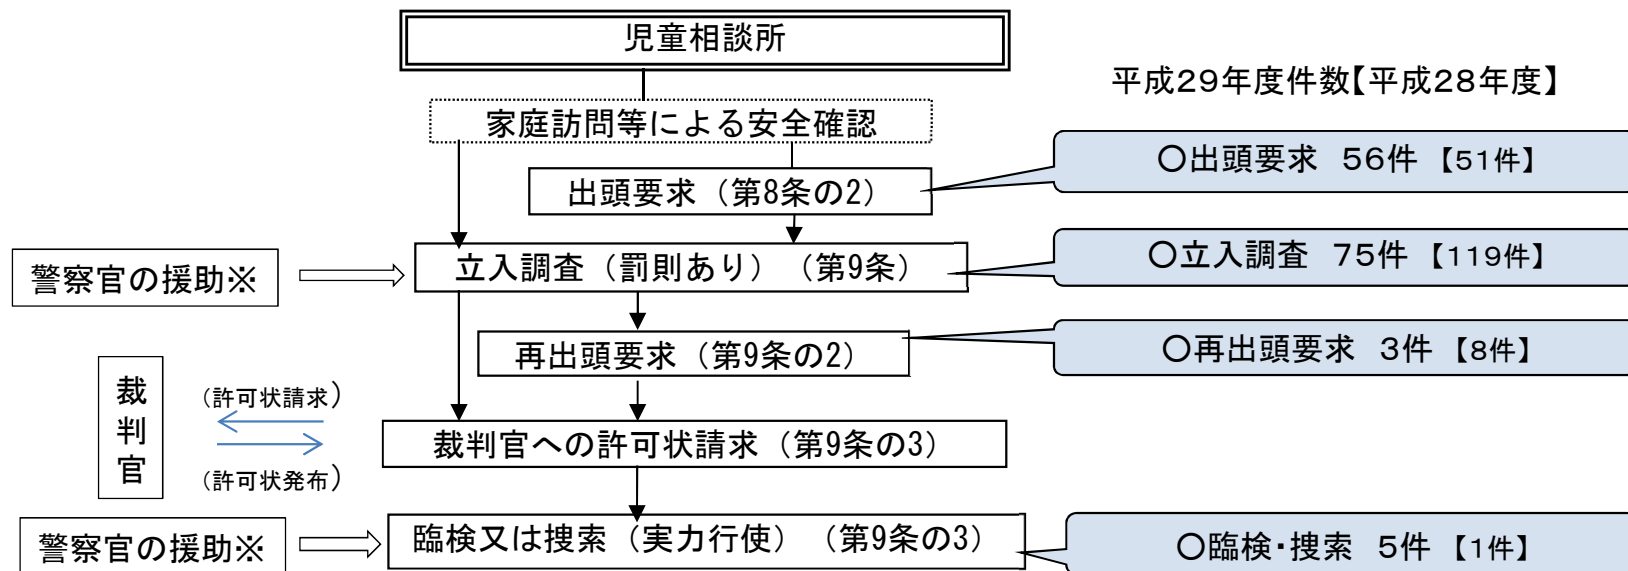 児童相談所
平成29年度件数【平成28年度】
家庭訪問等による安全確認
〇出頭要求 56件 【51件】
出頭要求（第8条の2）
〇立入調査 75件 【119件】
立入調査（罰則あり）（第9条）
警察官の援助※
〇再出頭要求 3件 【8件】
再出頭要求（第9条の2）
裁判官
（許可状請求）
裁判官への許可状請求（第9条の3）
（許可状発布）
臨検又は捜索（実力行使）（第9条の3）
警察官の援助※
〇臨検・捜索 5件 【1件】